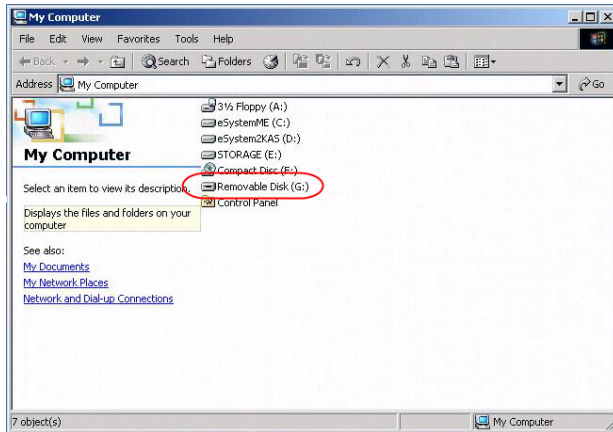 My Computer
File Edit View Favorites Tools Help
Back Search Folders
Address My Computer Go
3½ Floppy (A:)
eSystemME (C:)
eSystem2KAS (D:)
STORAGE (E:)
Compact Disc (F:)
Removable Disk (G:)
Control Panel
My Computer
Select an item to view its description.
Displays the files and folders on your
computer
See also:
My Documents
My Network Places
Network and Dial-up Connections
7 object(s) My Computer